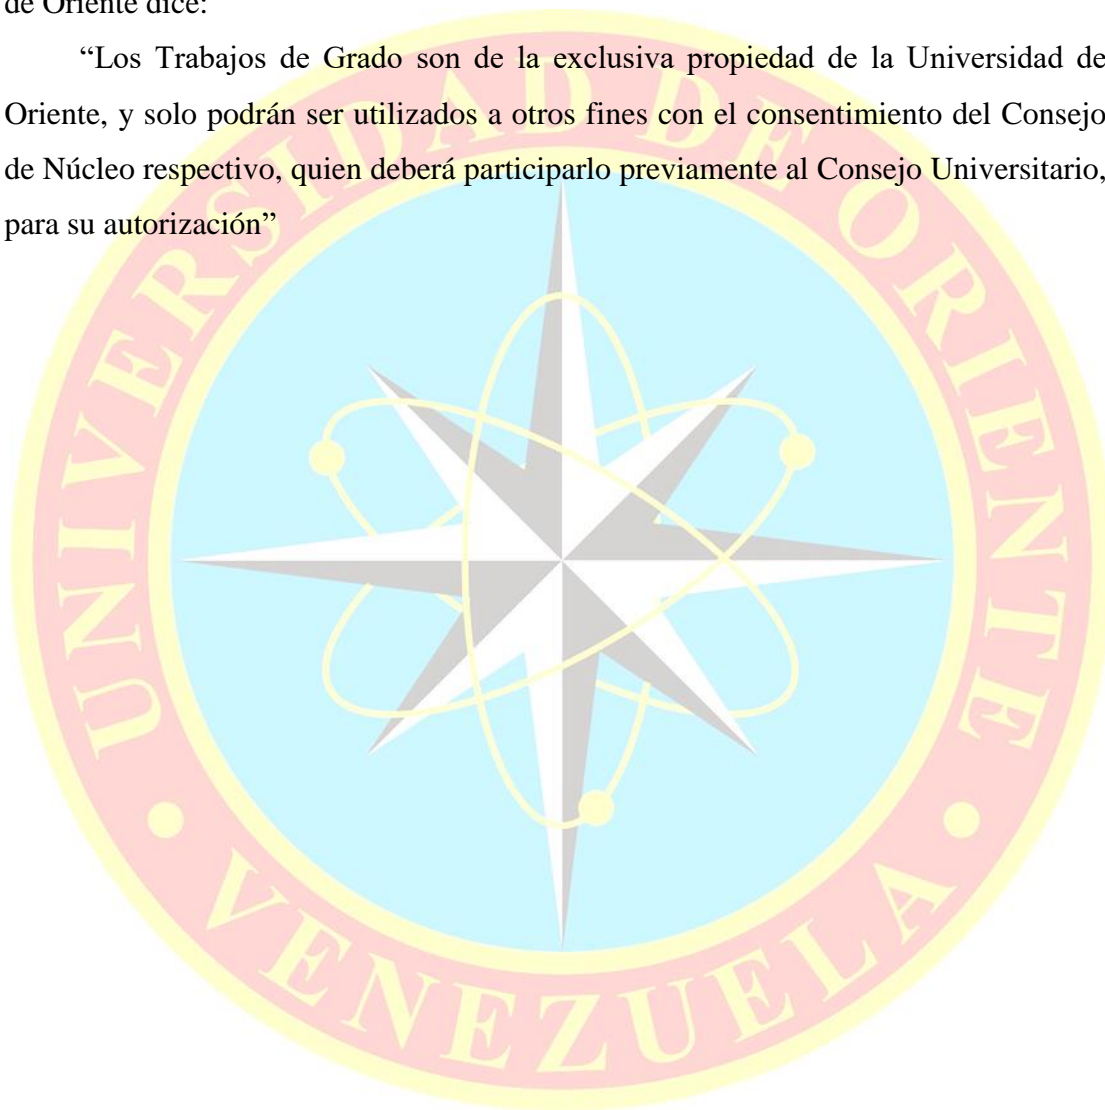 de Oriente dice:
“Los Trabajos de Grado son de la exclusiva propiedad de la Universidad de
Oriente, y solo podrán ser utilizados a otros fines con el consentimiento del Consejo
de Núcleo respectivo, quien deberá participarlo previamente al Consejo Universitario,
para su autorización”
UNIVERSIDAD DE ORIENTE
• VENEZUELA •